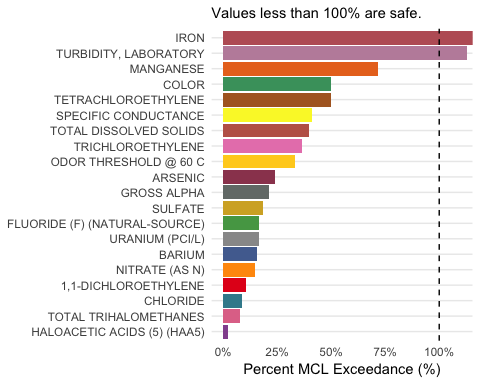 Values less than 100% are safe.
IRON
TURBIDITY, LABORATORY
MANGANESE
COLOR
TETRACHLOROETHYLENE
SPECIFIC CONDUCTANCE
TOTAL DISSOLVED SOLIDS
TRICHLOROETHYLENE
ODOR THRESHOLD @ 60 C
ARSENIC
GROSS ALPHA
SULFATE
FLUORIDE (F) (NATURAL-SOURCE)
URANIUM (PCI/L)
BARIUM
NITRATE (AS N)
1,1-DICHLOROETHYLENE
CHLORIDE
TOTAL TRIHALOMETHANES
HALOACETIC ACIDS (5) (HAA5)
0% 25% 50% 75% 100%
Percent MCL Exceedance (%)